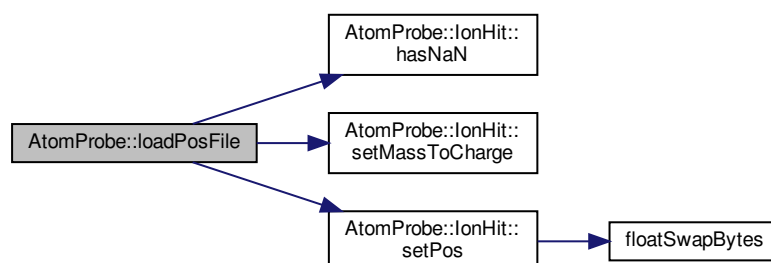 AtomProbe::IonHit::
hasNaN
AtomProbe::loadPosFile
AtomProbe::IonHit::
setMassToCharge
AtomProbe::IonHit::
setPos
floatSwapBytes